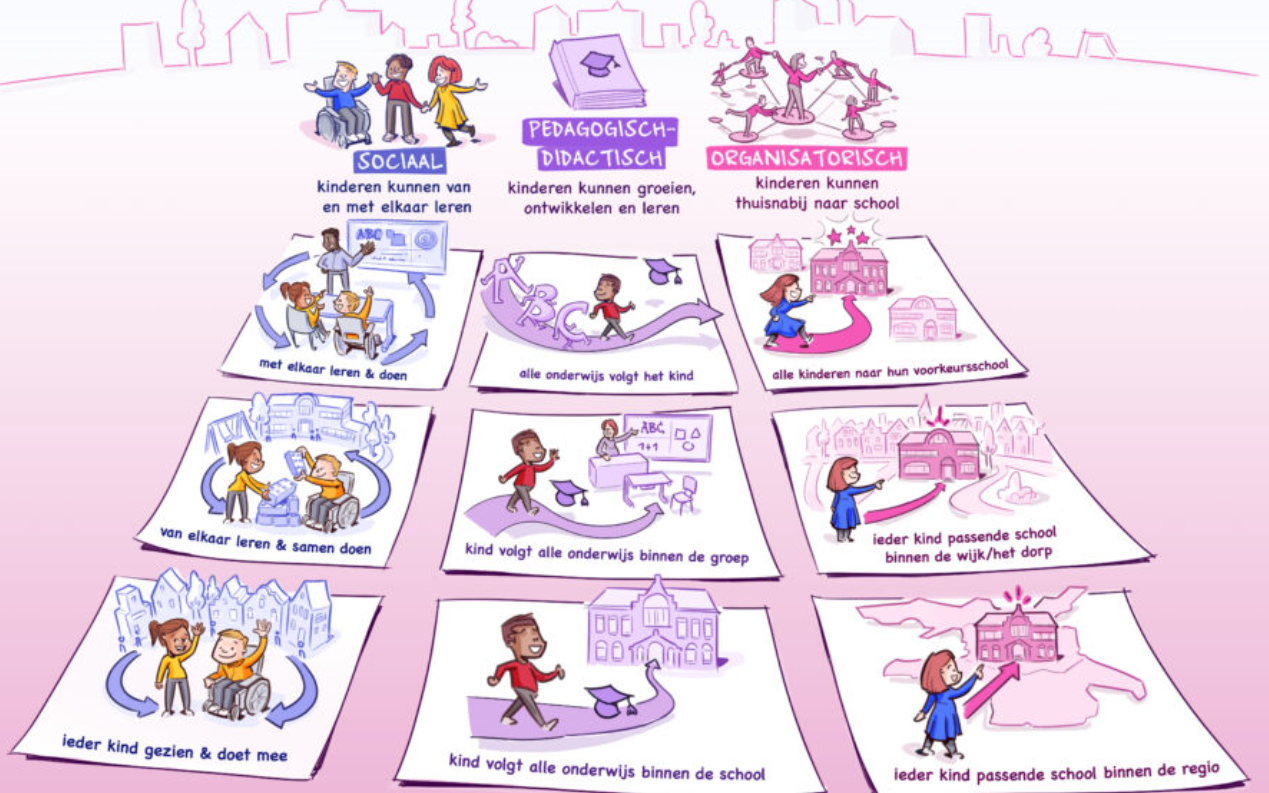 SOCIAAL
kinderen kunnen van
en met elkaar leren
PEDAGOGISCH-
DIDACTISCH
kinderen kunnen groeien,
ontwikkelen en leren
ORGANISATORISCH
kinderen kunnen
thuisnabij naar school
ABC
met elkaar leren & doen
ABC
alle onderwijs volgt het kind
alle kinderen naar hun voorkeursschool
van elkaar leren & samen doen
ABC
1+1
kind volgt alle onderwijs binnen de groep
ieder kind passende school
binnen de wijk/het dorp
ieder kind gezien & doet mee
kind volgt alle onderwijs binnen de school
ieder kind passende school binnen de regio